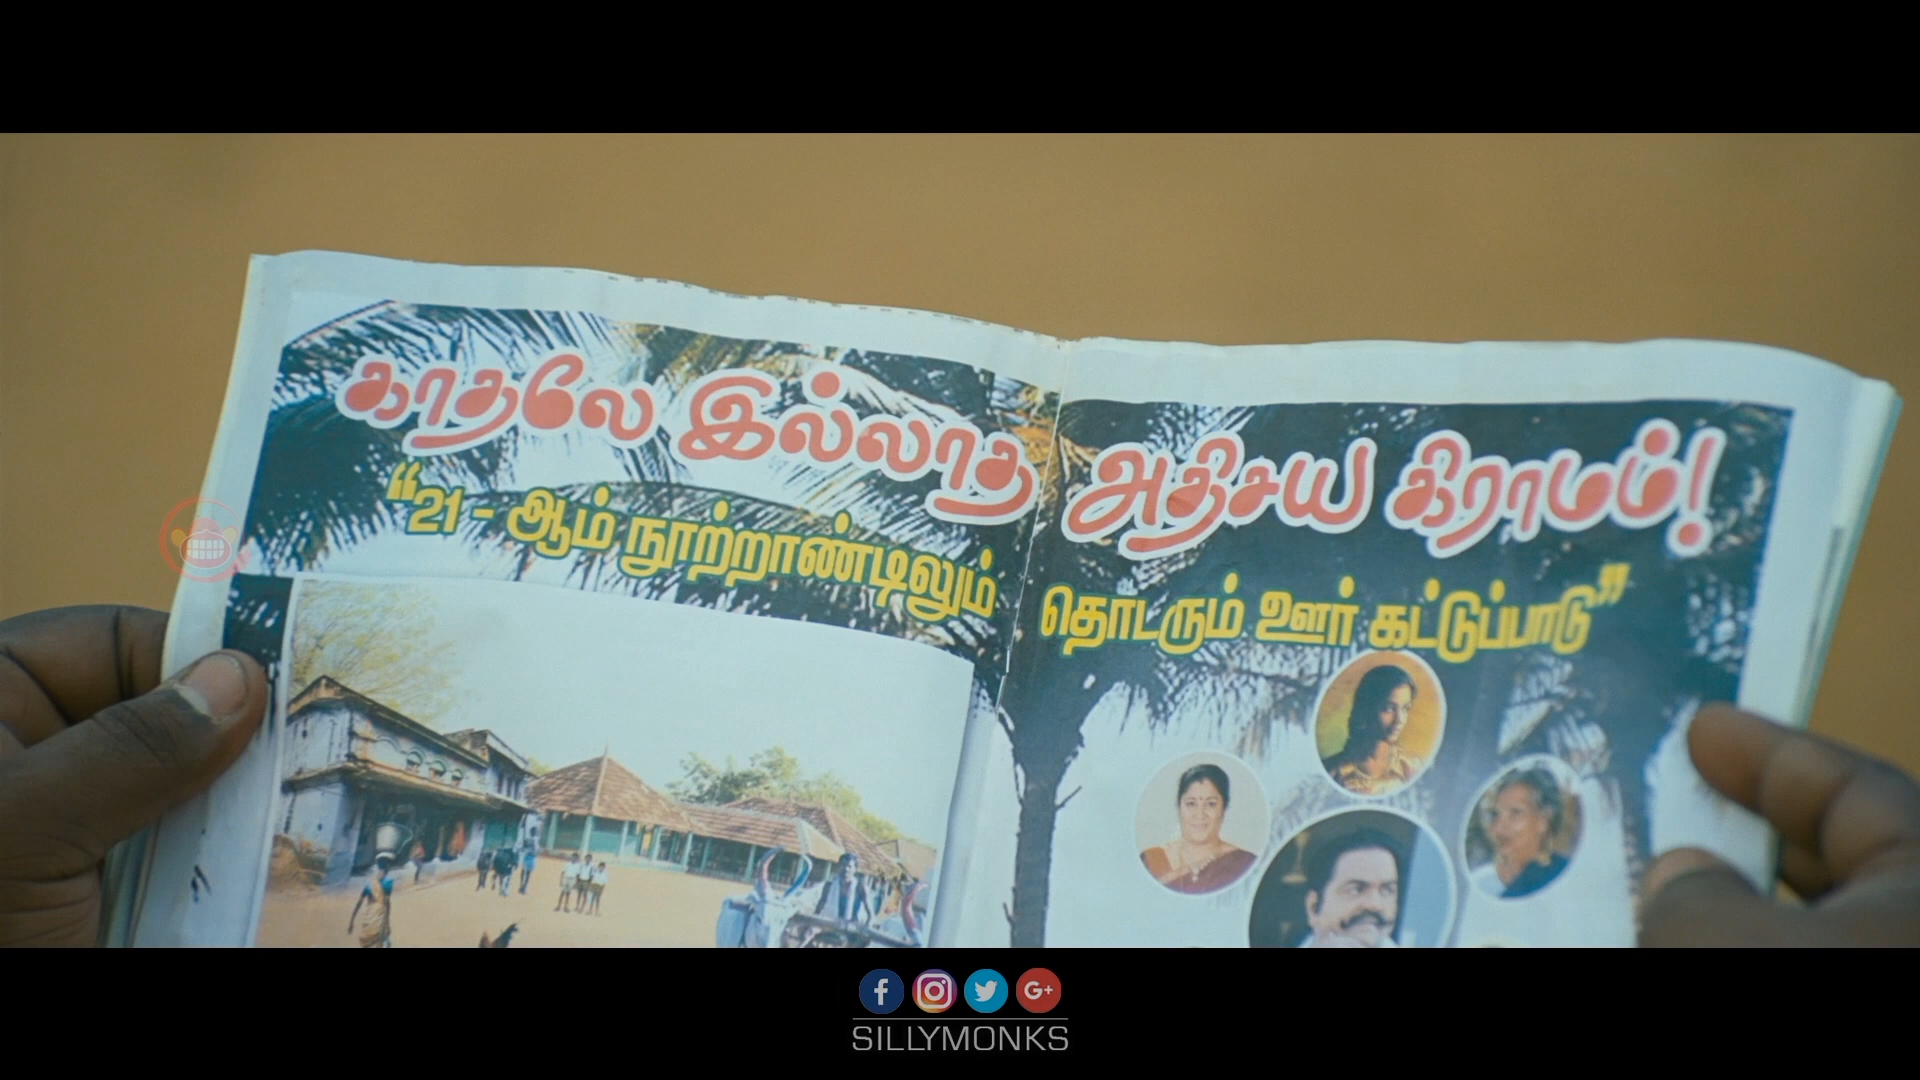 காதலே இல்லாத அதிசய கிராமம்!
“21 - ஆம் நூற்றாண்டிலும் தொடரும் ஊர் கட்டுப்பாடு”
SILLYMONKS